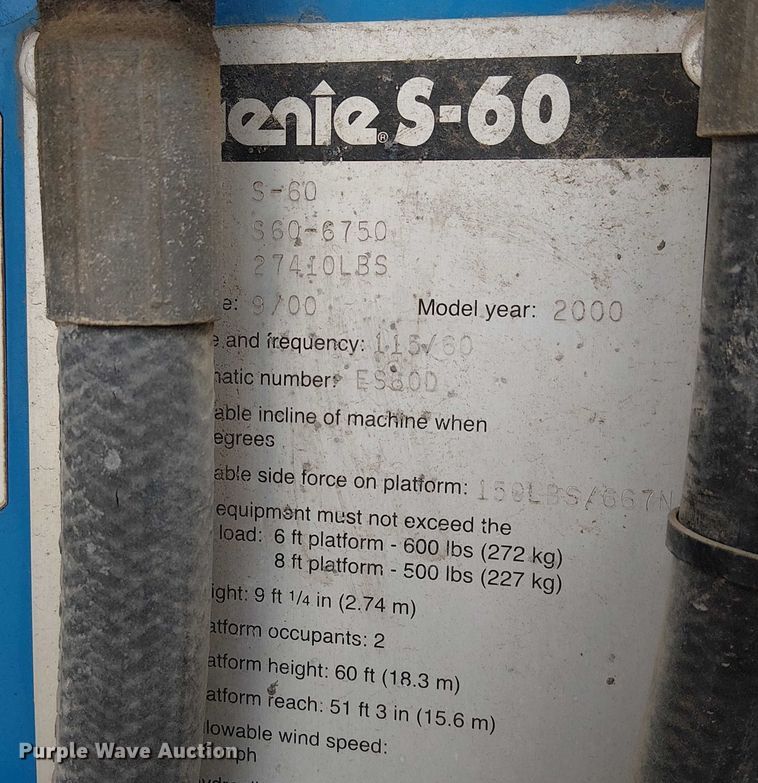 enie® S-60
S-60
S60-6750
27410LBS
e: 9/00 Model year: 2000
e and frequency: 115/60
atic number: ES60D
able incline of machine when
egrees
able side force on platform: 150LBS/667N
equipment must not exceed the
load: 6 ft platform - 600 lbs (272 kg)
8 ft platform - 500 lbs (227 kg)
ight: 9 ft 1/4 in (2.74 m)
atform occupants: 2
atform height: 60 ft (18.3 m)
atform reach: 51 ft 3 in (15.6 m)
lowable wind speed:
ph
Purple Wave Auction